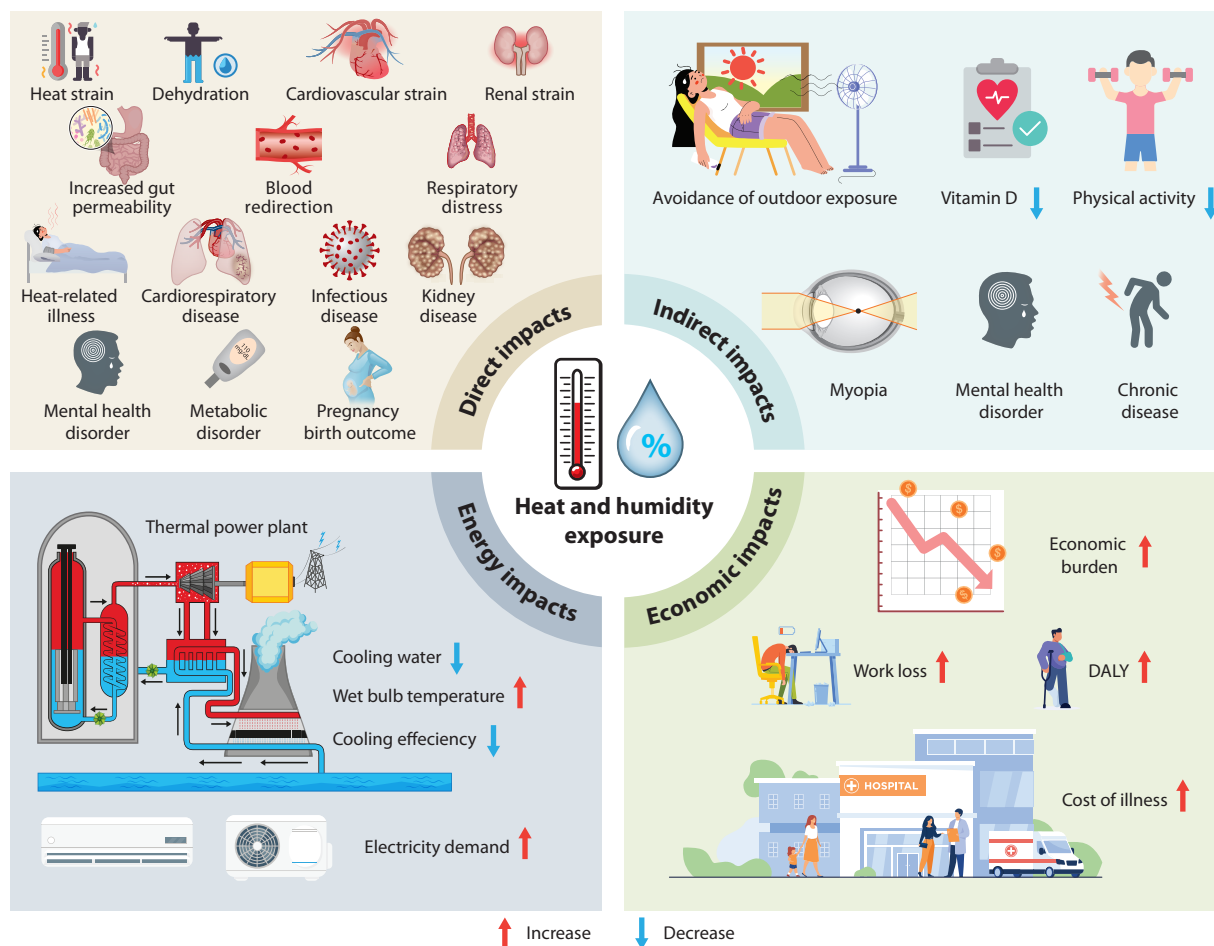 Heat strain
Dehydration
Cardiovascular strain
Renal strain
Increased gut
permeability
Blood
redirection
Respiratory
distress
Heat-related
illness
Cardiorespiratory
disease
Infectious
disease
Kidney
disease
110
mg/dL
Mental health
disorder
Metabolic
disorder
Pregnancy
birth outcome
Direct impacts
Avoidance of outdoor exposure
Vitamin D
Physical activity
Myopia
Mental health
disorder
Chronic
disease
Indirect impacts
%
Heat and humidity
exposure
Energy impacts
Thermal power plant
Cooling water
Wet bulb temperature
Cooling effeciency
Electricity demand
Economic impacts
$
$
$
$
Economic
burden
Work loss
DALY
HOSPITAL
Cost of illness
Increase
Decrease